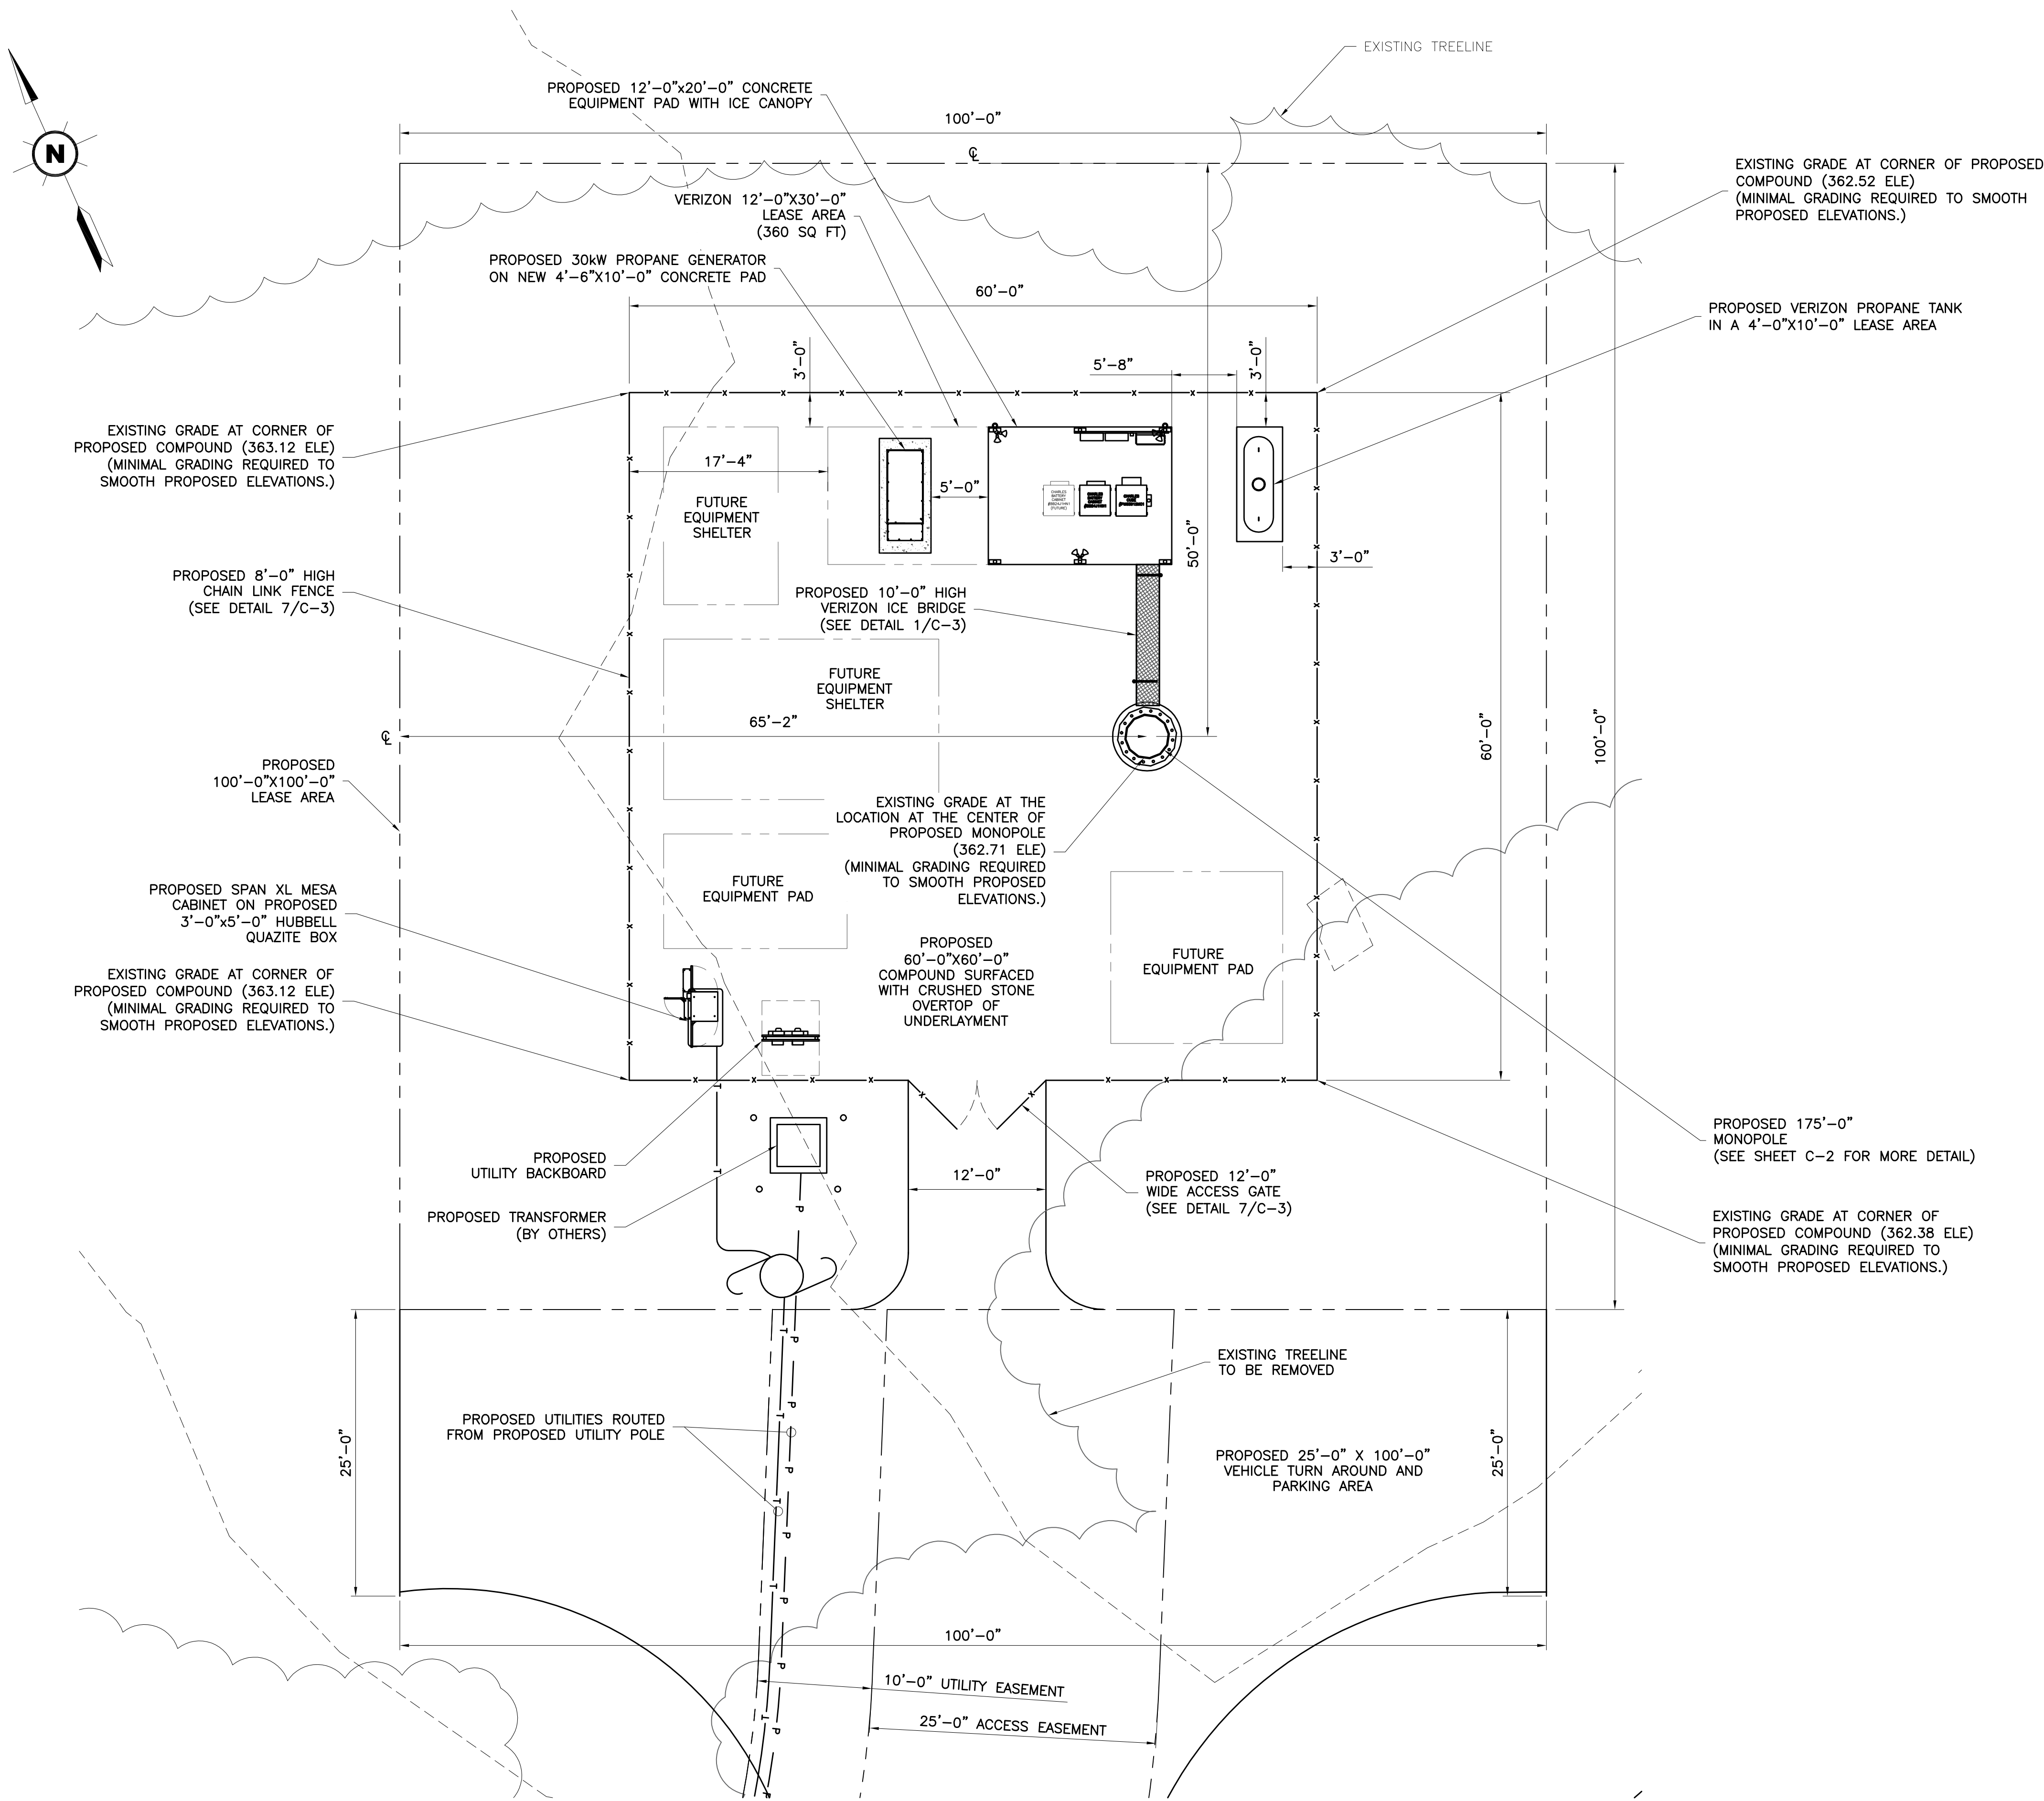 EXISTING TREELINE
PROPOSED 12'-0"x20'-0" CONCRETE
EQUIPMENT PAD WITH ICE CANOPY
100'-0"
N
℄
EXISTING GRADE AT CORNER OF PROPOSED
COMPOUND (362.52 ELE)
(MINIMAL GRADING REQUIRED TO SMOOTH
PROPOSED ELEVATIONS.)
VERIZON 12'-0"X30'-0"
LEASE AREA
(360 SQ FT)
PROPOSED 30kW PROPANE GENERATOR
ON NEW 4'-6"X10'-0" CONCRETE PAD
60'-0"
PROPOSED VERIZON PROPANE TANK
IN A 4'-0"X10'-0" LEASE AREA
3'-0"
5'-8"
3'-0"
EXISTING GRADE AT CORNER OF
PROPOSED COMPOUND (363.12 ELE)
(MINIMAL GRADING REQUIRED TO
SMOOTH PROPOSED ELEVATIONS.)
17'-4"
5'-0"
FUTURE
EQUIPMENT
SHELTER
50'-0"
3'-0"
PROPOSED 8'-0" HIGH
CHAIN LINK FENCE
(SEE DETAIL 7/C-3)
PROPOSED 10'-0" HIGH
VERIZON ICE BRIDGE
(SEE DETAIL 1/C-3)
FUTURE
EQUIPMENT
SHELTER
65'-2"
℄
60'-0"
100'-0"
PROPOSED
100'-0"X100'-0"
LEASE AREA
EXISTING GRADE AT THE
LOCATION AT THE CENTER OF
PROPOSED MONOPOLE
(362.71 ELE)
(MINIMAL GRADING REQUIRED
TO SMOOTH PROPOSED
ELEVATIONS.)
PROPOSED SPAN XL MESA
CABINET ON PROPOSED
3'-0"x5'-0" HUBBELL
QUAZITE BOX
FUTURE
EQUIPMENT PAD
PROPOSED
60'-0"X60'-0"
COMPOUND SURFACED
WITH CRUSHED STONE
OVERTOP OF
UNDERLAYMENT
FUTURE
EQUIPMENT PAD
EXISTING GRADE AT CORNER OF
PROPOSED COMPOUND (363.12 ELE)
(MINIMAL GRADING REQUIRED TO
SMOOTH PROPOSED ELEVATIONS.)
PROPOSED 175'-0"
MONOPOLE
(SEE SHEET C-2 FOR MORE DETAIL)
PROPOSED
UTILITY BACKBOARD
12'-0"
PROPOSED 12'-0"
WIDE ACCESS GATE
(SEE DETAIL 7/C-3)
PROPOSED TRANSFORMER
(BY OTHERS)
EXISTING GRADE AT CORNER OF
PROPOSED COMPOUND (362.38 ELE)
(MINIMAL GRADING REQUIRED TO
SMOOTH PROPOSED ELEVATIONS.)
EXISTING TREELINE
TO BE REMOVED
PROPOSED UTILITIES ROUTED
FROM PROPOSED UTILITY POLE
25'-0"
PROPOSED 25'-0" X 100'-0"
VEHICLE TURN AROUND AND
PARKING AREA
25'-0"
100'-0"
10'-0" UTILITY EASEMENT
25'-0" ACCESS EASEMENT